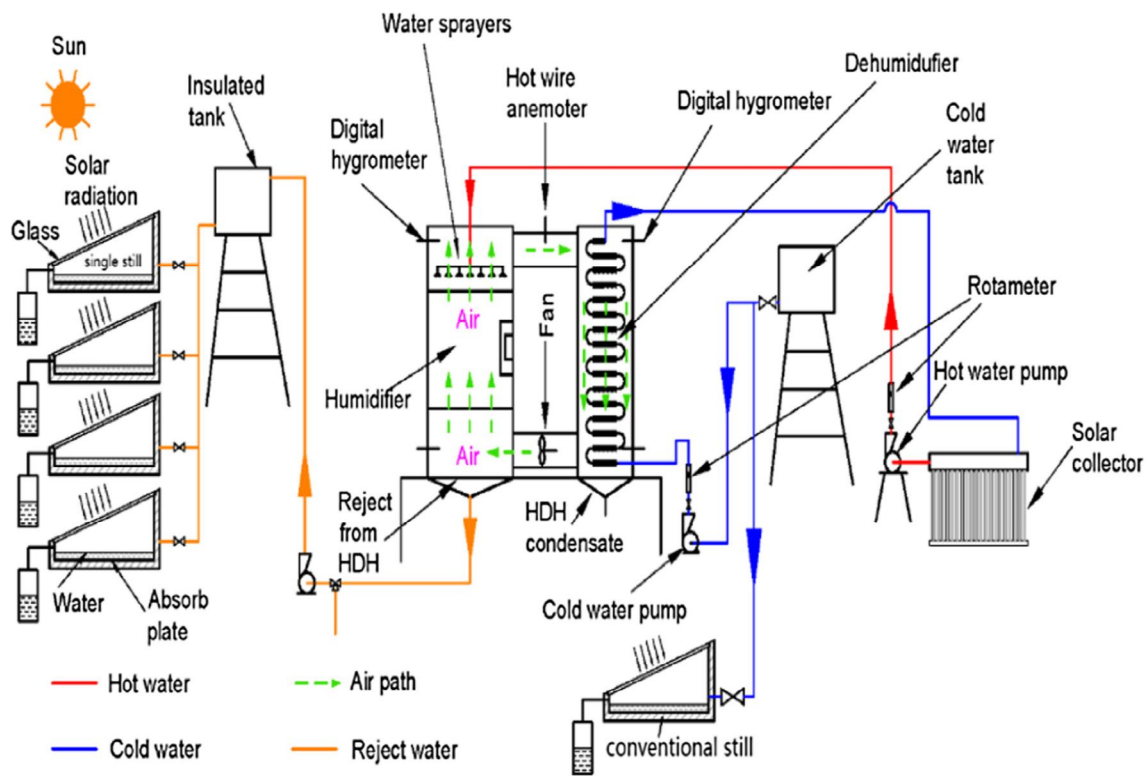 Sun
Water sprayers
Insulated
tank
Hot wire
anemoter
Dehumidufier
Digital hygrometer
Cold
water
tank
Digital
hygrometer
Solar
radiation
Glass
single still
Air
Fan
Rotameter
Hot water pump
Humidifier
Solar
collector
Air
Reject
from
HDH
HDH
condensate
Water
Absorb
plate
Cold water pump
Hot water
Air path
Cold water
Reject water
conventional still